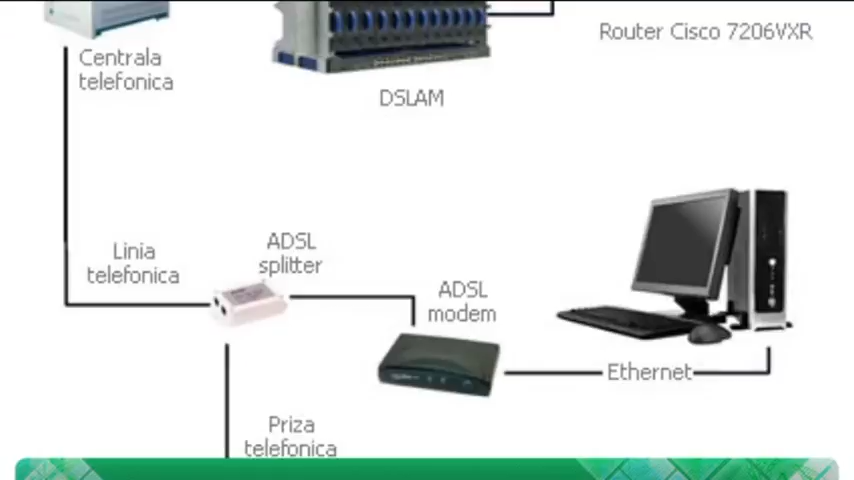 Router Cisco 7206VXR
Centrala
telefonica
DSLAM
Linia
telefonica
ADSL
splitter
ADSL
modem
Ethernet
Priza
telefonica